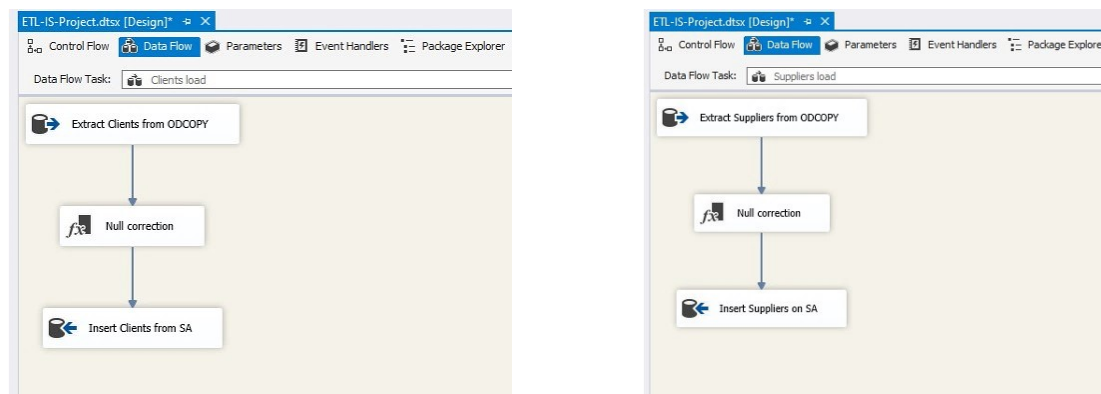 ETL-IS-Project.dtsx [Design]*
Control Flow Data Flow Parameters Event Handlers Package Explorer
Data Flow Task: Clients load
Extract Clients from ODCOPY
Null correction
Insert Clients from SA
ETL-IS-Project.dtsx [Design]*
Control Flow Data Flow Parameters Event Handlers Package Explore
Data Flow Task: Suppliers load
Extract Suppliers from ODCOPY
Null correction
Insert Suppliers on SA